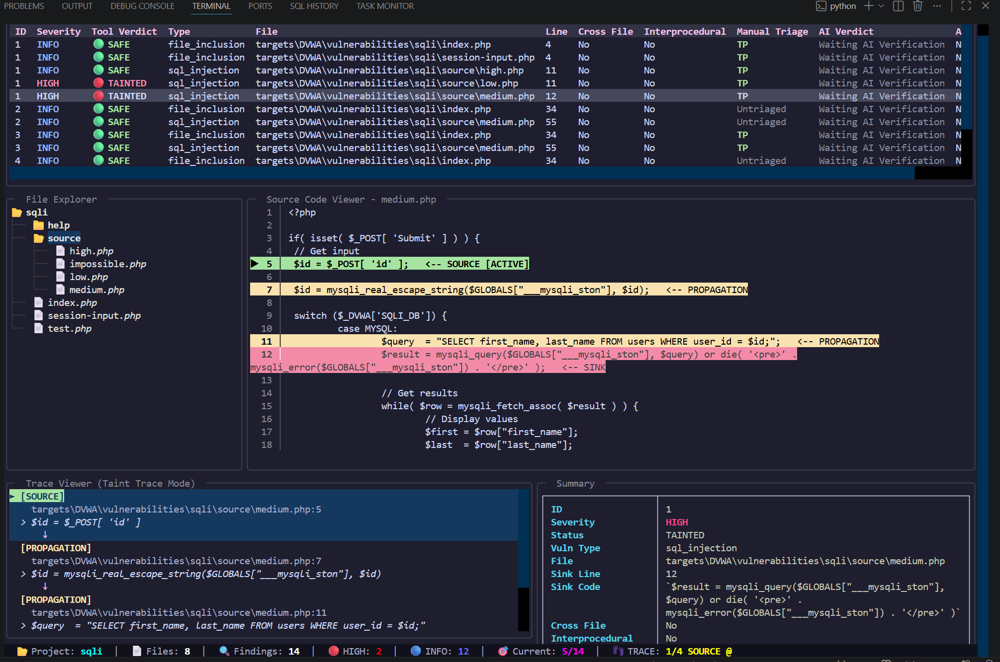 PROBLEMS OUTPUT DEBUG CONSOLE TERMINAL PORTS SQL HISTORY TASK MONITOR python
ID Severity Tool Verdict Type File Line Cross File Interprocedural Manual Triage AI Verdict A
1 INFO SAFE file_inclusion targets\DVWA\vulnerabilities\sqli\index.php 4 No No TP Waiting AI Verification N
1 INFO SAFE file_inclusion targets\DVWA\vulnerabilities\sqli\session-input.php 4 No No TP Waiting AI Verification N
1 INFO SAFE sql_injection targets\DVWA\vulnerabilities\sqli\source\high.php 11 No No TP Waiting AI Verification N
1 HIGH TAINTED sql_injection targets\DVWA\vulnerabilities\sqli\source\low.php 11 No No TP Waiting AI Verification N
1 HIGH TAINTED sql_injection targets\DVWA\vulnerabilities\sqli\source\medium.php 12 No No TP Waiting AI Verification N
2 INFO SAFE file_inclusion targets\DVWA\vulnerabilities\sqli\index.php 34 No No Untriaged Waiting AI Verification N
2 INFO SAFE sql_injection targets\DVWA\vulnerabilities\sqli\source\medium.php 55 No No Untriaged Waiting AI Verification N
3 INFO SAFE file_inclusion targets\DVWA\vulnerabilities\sqli\index.php 34 No No TP Waiting AI Verification N
3 INFO SAFE sql_injection targets\DVWA\vulnerabilities\sqli\source\medium.php 55 No No TP Waiting AI Verification N
4 INFO SAFE file_inclusion targets\DVWA\vulnerabilities\sqli\index.php 34 No No Untriaged Waiting AI Verification N
File Explorer
sqli
help
source
high.php
impossible.php
low.php
medium.php
index.php
session-input.php
test.php
Source Code Viewer - medium.php
1 <?php
2
3 if( isset( $_POST[ 'Submit' ] ) ) {
4 // Get input
▶ 5 $id = $_POST[ 'id' ]; <-- SOURCE [ACTIVE]
6
7 $id = mysqli_real_escape_string($GLOBALS["___mysqli_ston"], $id); <-- PROPAGATION
8
9 switch ($_DVWA['SQLI_DB']) {
10 case MYSQL:
11 $query  = "SELECT first_name, last_name FROM users WHERE user_id = $id;"; <-- PROPAGATION
12 $result = mysqli_query($GLOBALS["___mysqli_ston"], $query) or die( '<pre>' .
mysqli_error($GLOBALS["___mysqli_ston"]) . '</pre>' ); <-- SINK
13
14 // Get results
15 while( $row = mysqli_fetch_assoc( $result ) ) {
16 // Display values
17 $first = $row["first_name"];
18 $last  = $row["last_name"];
Trace Viewer (Taint Trace Mode)
► [SOURCE]
targets\DVWA\vulnerabilities\sqli\source\medium.php:5
> $id = $_POST[ 'id' ]
↓
[PROPAGATION]
targets\DVWA\vulnerabilities\sqli\source\medium.php:7
> $id = mysqli_real_escape_string($GLOBALS["___mysqli_ston"], $id)
↓
[PROPAGATION]
targets\DVWA\vulnerabilities\sqli\source\medium.php:11
> $query  = "SELECT first_name, last_name FROM users WHERE user_id = $id;"
Summary
ID 1
Severity HIGH
Status TAINTED
Vuln Type sql_injection
File targets\DVWA\vulnerabilities\sqli\source\medium.php
Sink Line 12
Sink Code `$result = mysqli_query($GLOBALS["___mysqli_ston"],
$query) or die( '<pre>' .
mysqli_error($GLOBALS["___mysqli_ston"]) . '</pre>' )`
Cross File No
Interprocedural No
Project: sqli | Files: 8 | Findings: 14 | HIGH: 2 | INFO: 12 | Current: 5/14 | TRACE: 1/4 SOURCE @